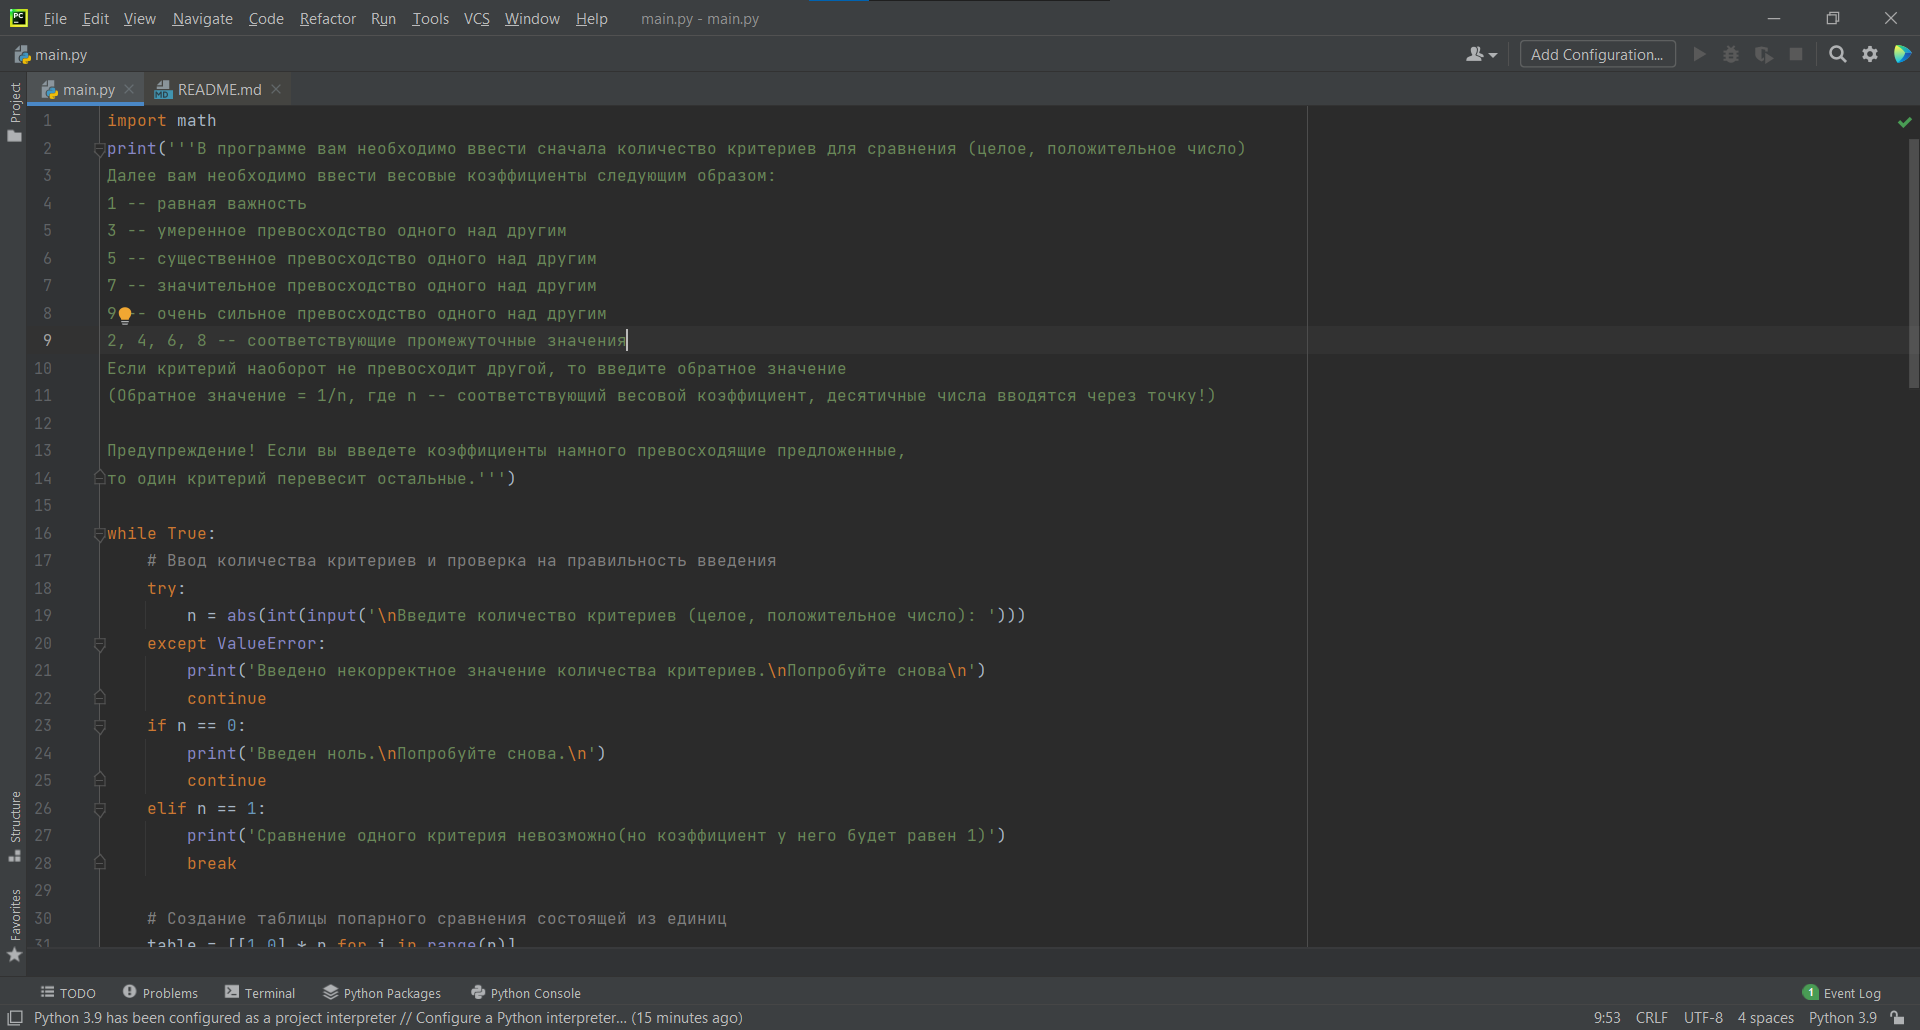 PC File Edit View Navigate Code Refactor Run Tools VCS Window Help main.py - main.py
main.py Add Configuration...
Project main.py MD README.md
1 import math
2 print('''В программе вам необходимо ввести сначала количество критериев для сравнения (целое, положительное число)
3 Далее вам необходимо ввести весовые коэффициенты следующим образом:
4 1 -- равная важность
5 3 -- умеренное превосходство одного над другим
6 5 -- существенное превосходство одного над другим
7 7 -- значительное превосходство одного над другим
8 9 -- очень сильное превосходство одного над другим
9 2, 4, 6, 8 -- соответствующие промежуточные значения
10 Если критерий наоборот не превосходит другой, то введите обратное значение
11 (Обратное значение = 1/n, где n -- соответствующий весовой коэффициент, десятичные числа вводятся через точку!)
12
13 Предупреждение! Если вы введете коэффициенты намного превосходящие предложенные,
14 то один критерий перевесит остальные.''')
15
16 while True:
17 # Ввод количества критериев и проверка на правильность введения
18 try:
19 n = abs(int(input('\nВведите количество критериев (целое, положительное число): ')))
20 except ValueError:
21 print('Введено некорректное значение количества критериев.\nПопробуйте снова\n')
22 continue
23 if n == 0:
24 print('Введен ноль.\nПопробуйте снова.\n')
25 continue
26 elif n == 1:
27 print('Сравнение одного критерия невозможно(но коэффициент у него будет равен 1)')
28 break
29
30 # Создание таблицы попарного сравнения состоящей из единиц
31 table = [[1.0] * n for i in range(n)]
Structure
Favorites
TODO Problems Terminal Python Packages Python Console 1 Event Log
Python 3.9 has been configured as a project interpreter // Configure a Python interpreter... (15 minutes ago) 9:53 CRLF UTF-8 4 spaces Python 3.9